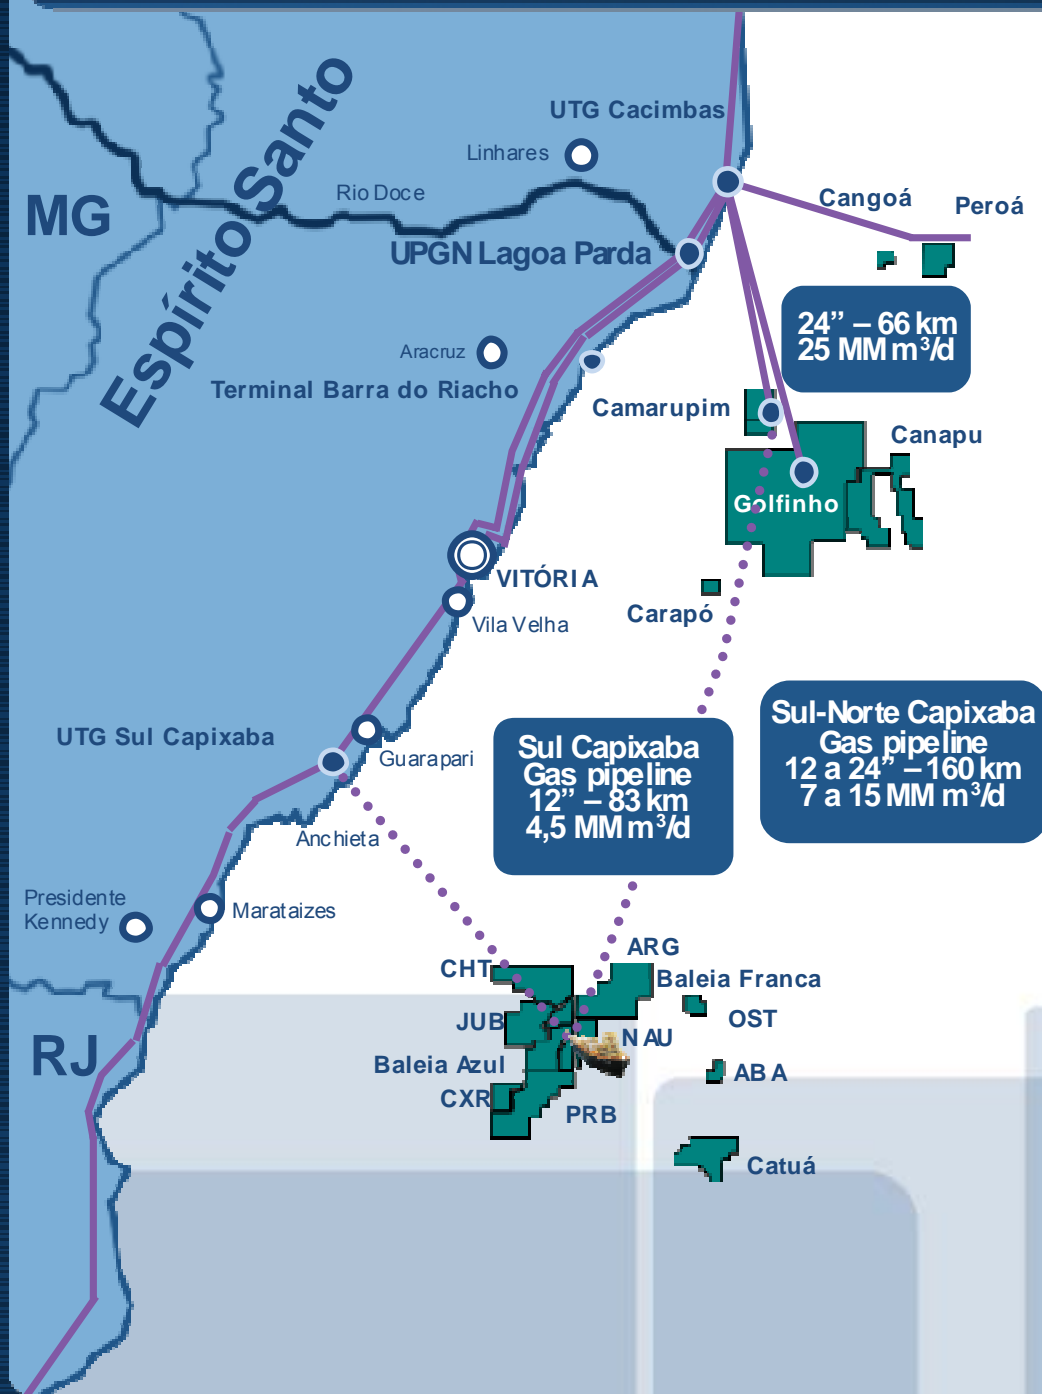 UTG Cacimbas
Linhares
Rio Doce
MG
Espírito Santo
Cangoá
Peroá
UPGN Lagoa Parda
24” – 66 km
25 MM m³/d
Aracruz
Terminal Barra do Riacho
Camarupim
Canapu
Golfinho
VITÓRIA
Carapó
Vila Velha
UTG Sul Capixaba
Guarapari
Sul Capixaba
Gas pipeline
12” – 83 km
4,5 MM m³/d
Sul-Norte Capixaba
Gas pipeline
12 a 24” – 160 km
7 a 15 MM m³/d
Anchieta
Presidente
Kennedy
Marataizes
ARG
CHT
Baleia Franca
OST
JUB
NAU
RJ
Baleia Azul
ABA
CXR
PRB
Catuá